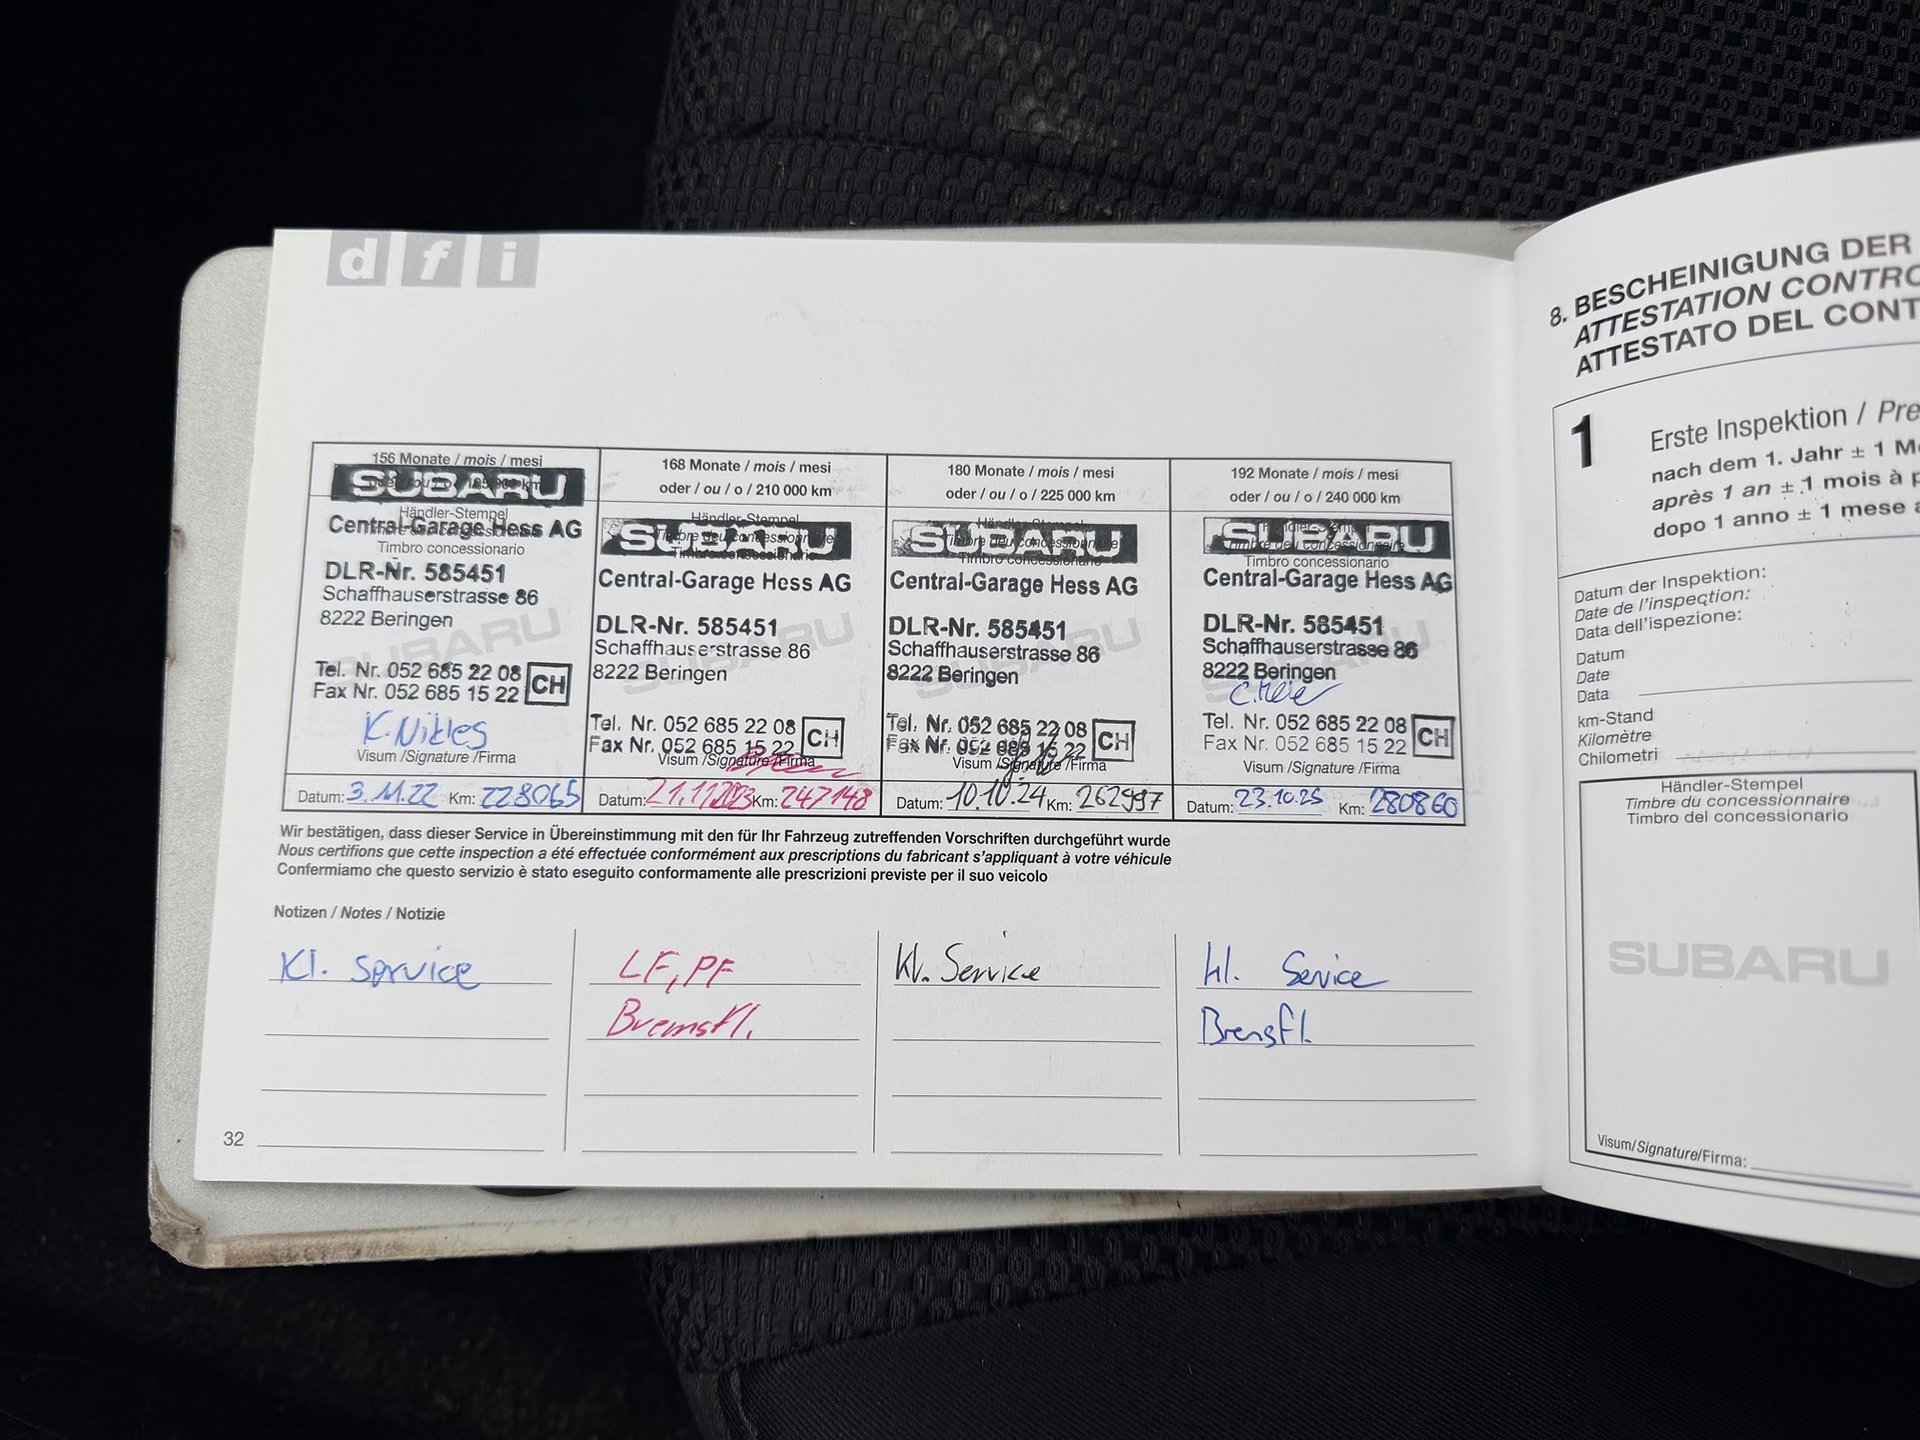 d f i
156 Monate / mois / mesi
SUBARU
Händler-Stempel
Central-Garage Hess AG
Timbro concessionario
DLR-Nr. 585451
Schaffhauserstrasse 86
8222 Beringen
SUBARU
Tel. Nr. 052 685 22 08
Fax Nr. 052 685 15 22 CH
K. Nikles
Visum /Signature /Firma
Datum: 3.11.22 Km: 228065
168 Monate / mois / mesi
oder / ou / o / 210 000 km
Händler-Stempel
SUBARU
Timbre du concessionnaire
Timbro concessionario
Central-Garage Hess AG
DLR-Nr. 585451
Schaffhauserstrasse 86
8222 Beringen
SUBARU
Tel. Nr. 052 685 22 08
Fax Nr. 052 685 15 22 CH
Visum /Signature /Firma
Datum: 21.11.2023 Km: 247148
180 Monate / mois / mesi
oder / ou / o / 225 000 km
Händler-Stempel
SUBARU
Timbro concessionario
Central-Garage Hess AG
DLR-Nr. 585451
Schaffhauserstrasse 86
8222 Beringen
SUBARU
Tel. Nr. 052 685 22 08
Fax Nr. 052 685 15 22 CH
Visum /Signature /Firma
Datum: 10.10.24 Km: 262997
192 Monate / mois / mesi
oder / ou / o / 240 000 km
Händler-Stempel
SUBARU
Timbre du concessionnaire
Timbro concessionario
Central-Garage Hess AG
DLR-Nr. 585451
Schaffhauserstrasse 86
8222 Beringen
SUBARU
Tel. Nr. 052 685 22 08
Fax Nr. 052 685 15 22 CH
Visum /Signature /Firma
Datum: 23.10.25 Km: 280860
Wir bestätigen, dass dieser Service in Übereinstimmung mit den für Ihr Fahrzeug zutreffenden Vorschriften durchgeführt wurde
Nous certifions que cette inspection a été effectuée conformément aux prescriptions du fabricant s'appliquant à votre véhicule
Confermiamo che questo servizio è stato eseguito conformamente alle prescrizioni previste per il suo veicolo
Notizen / Notes / Notizie
Kl. Service
LF, PF
Bremsfl.
Kl. Service
Kl. Service
Bremsfl.
32
8. BESCHEINIGUNG DER
ATTESTATION CONTRO
ATTESTATO DEL CONT
1
Erste Inspektion / Pre
nach dem 1. Jahr ± 1 Mo
après 1 an ± 1 mois à p
dopo 1 anno ± 1 mese a
Datum der Inspektion:
Date de l'inspection:
Data dell'ispezione:
Datum
Date
Data
km-Stand
Kilomètre
Chilometri
Händler-Stempel
Timbre du concessionnaire
Timbro del concessionario
SUBARU
Visum/Signature/Firma: